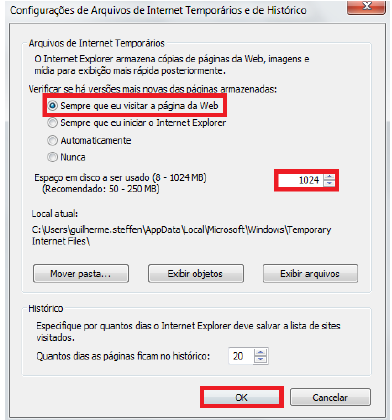 Configurações de Arquivos de Internet Temporários e de Histórico
Arquivos de Internet Temporários
O Internet Explorer armazena cópias de páginas da Web, imagens e
mídia para exibição mais rápida posteriormente.
Verificar se há versões mais novas das páginas armazenadas:
Sempre que eu visitar a página da Web
Sempre que eu iniciar o Internet Explorer
Automaticamente
Nunca
Espaço em disco a ser usado (8 - 1024 MB) 1024
(Recomendado: 50 - 250 MB)
Local atual:
C:\Users\guilherme.steffen\AppData\Local\Microsoft\Windows\Temporary
Internet Files\
Mover pasta... Exibir objetos Exibir arquivos
Histórico
Especifique por quantos dias o Internet Explorer deve salvar a lista de sites
visitados.
Quantos dias as páginas ficam no histórico: 20
OK Cancelar